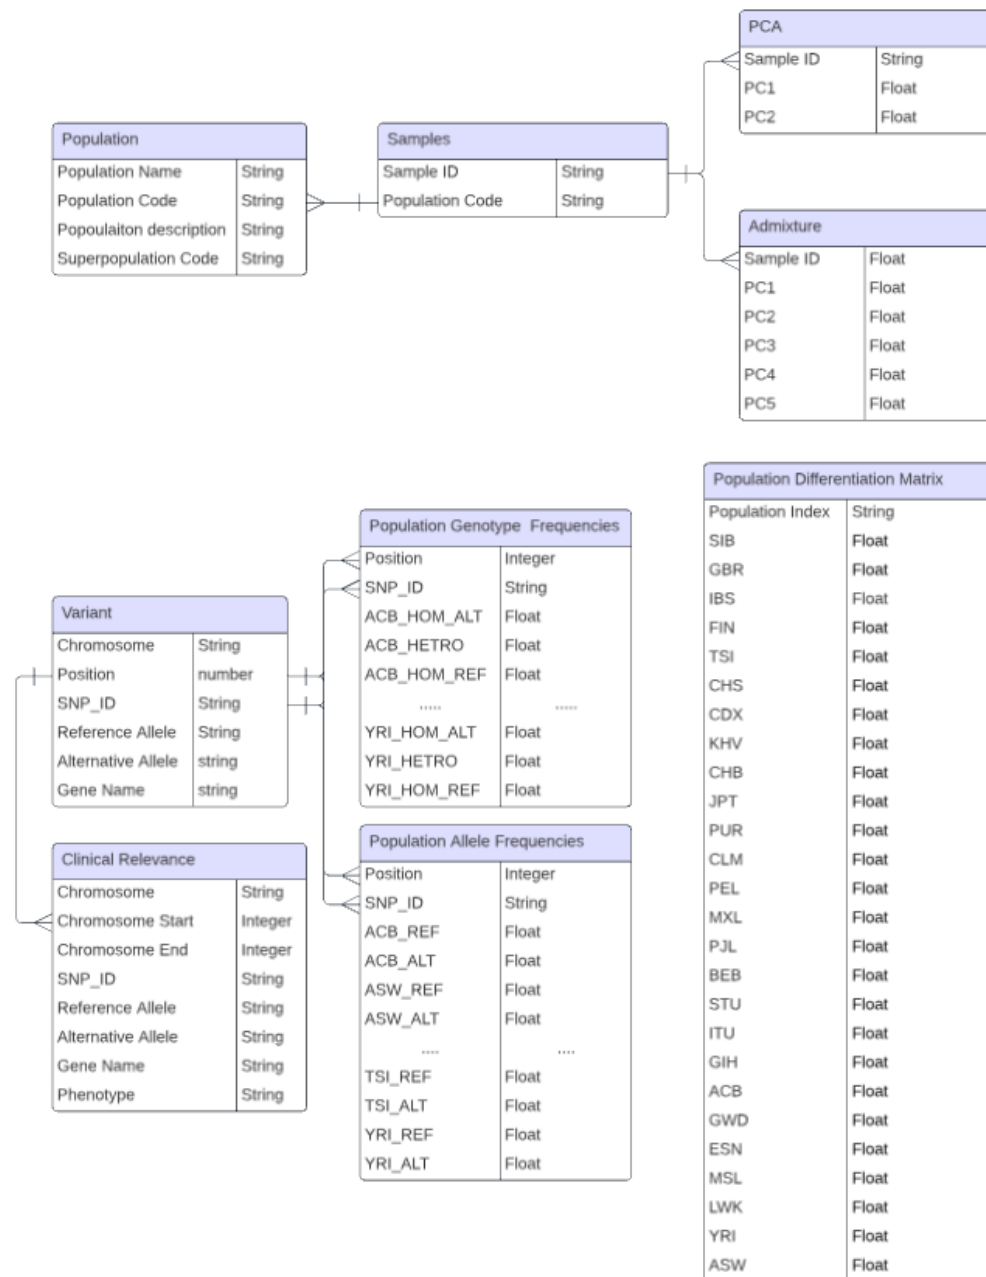 PCA
Sample ID String
PC1 Float
PC2 Float
Population
Population Name String
Population Code String
Popoulaiton description String
Superpopulation Code String
Samples
Sample ID String
Population Code String
Admixture
Sample ID Float
PC1 Float
PC2 Float
PC3 Float
PC4 Float
PC5 Float
Population Genotype Frequencies
Position Integer
SNP_ID String
ACB_HOM_ALT Float
ACB_HETRO Float
ACB_HOM_REF Float
..... .....
YRI_HOM_ALT Float
YRI_HETRO Float
YRI_HOM_REF Float
Variant
Chromosome String
Position number
SNP_ID String
Reference Allele String
Alternative Allele string
Gene Name string
Clinical Relevance
Chromosome String
Chromosome Start Integer
Chromosome End Integer
SNP_ID String
Reference Allele String
Alternative Allele String
Gene Name String
Phenotype String
Population Allele Frequencies
Position Integer
SNP_ID String
ACB_REF Float
ACB_ALT Float
ASW_REF Float
ASW_ALT Float
.... ....
TSI_REF Float
TSI_ALT Float
YRI_REF Float
YRI_ALT Float
Population Differentiation Matrix
Population Index String
SIB Float
GBR Float
IBS Float
FIN Float
TSI Float
CHS Float
CDX Float
KHV Float
CHB Float
JPT Float
PUR Float
CLM Float
PEL Float
MXL Float
PJL Float
BEB Float
STU Float
ITU Float
GIH Float
ACB Float
GWD Float
ESN Float
MSL Float
LWK Float
YRI Float
ASW Float